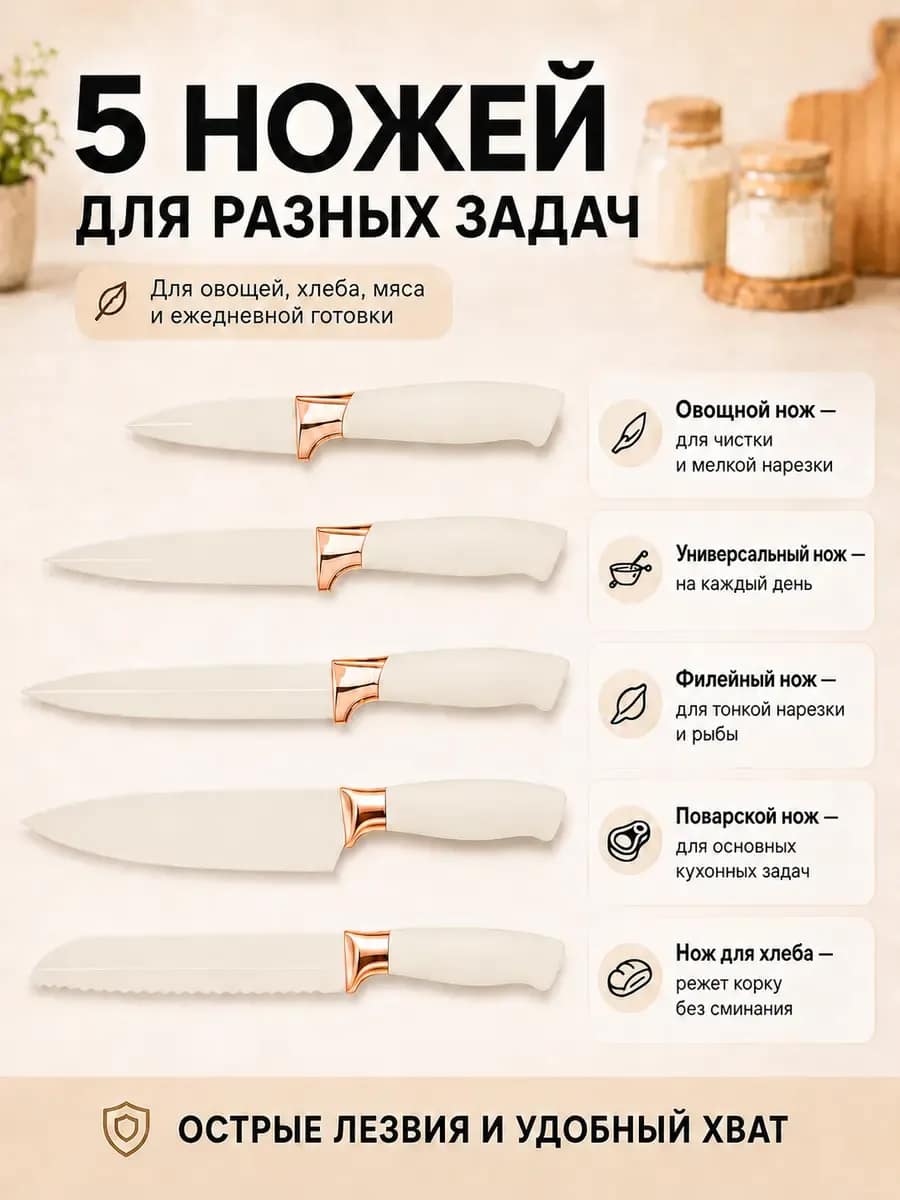 5 НОЖЕЙ
ДЛЯ РАЗНЫХ ЗАДАЧ
Для овощей, хлеба, мяса
и ежедневной готовки
Овощной нож —
для чистки
и мелкой нарезки
Универсальный нож —
на каждый день
Филейный нож —
для тонкой нарезки
и рыбы
Поварской нож —
для основных
кухонных задач
Нож для хлеба —
режет корку
без сминания
ОСТРЫЕ ЛЕЗВИЯ И УДОБНЫЙ ХВАТ